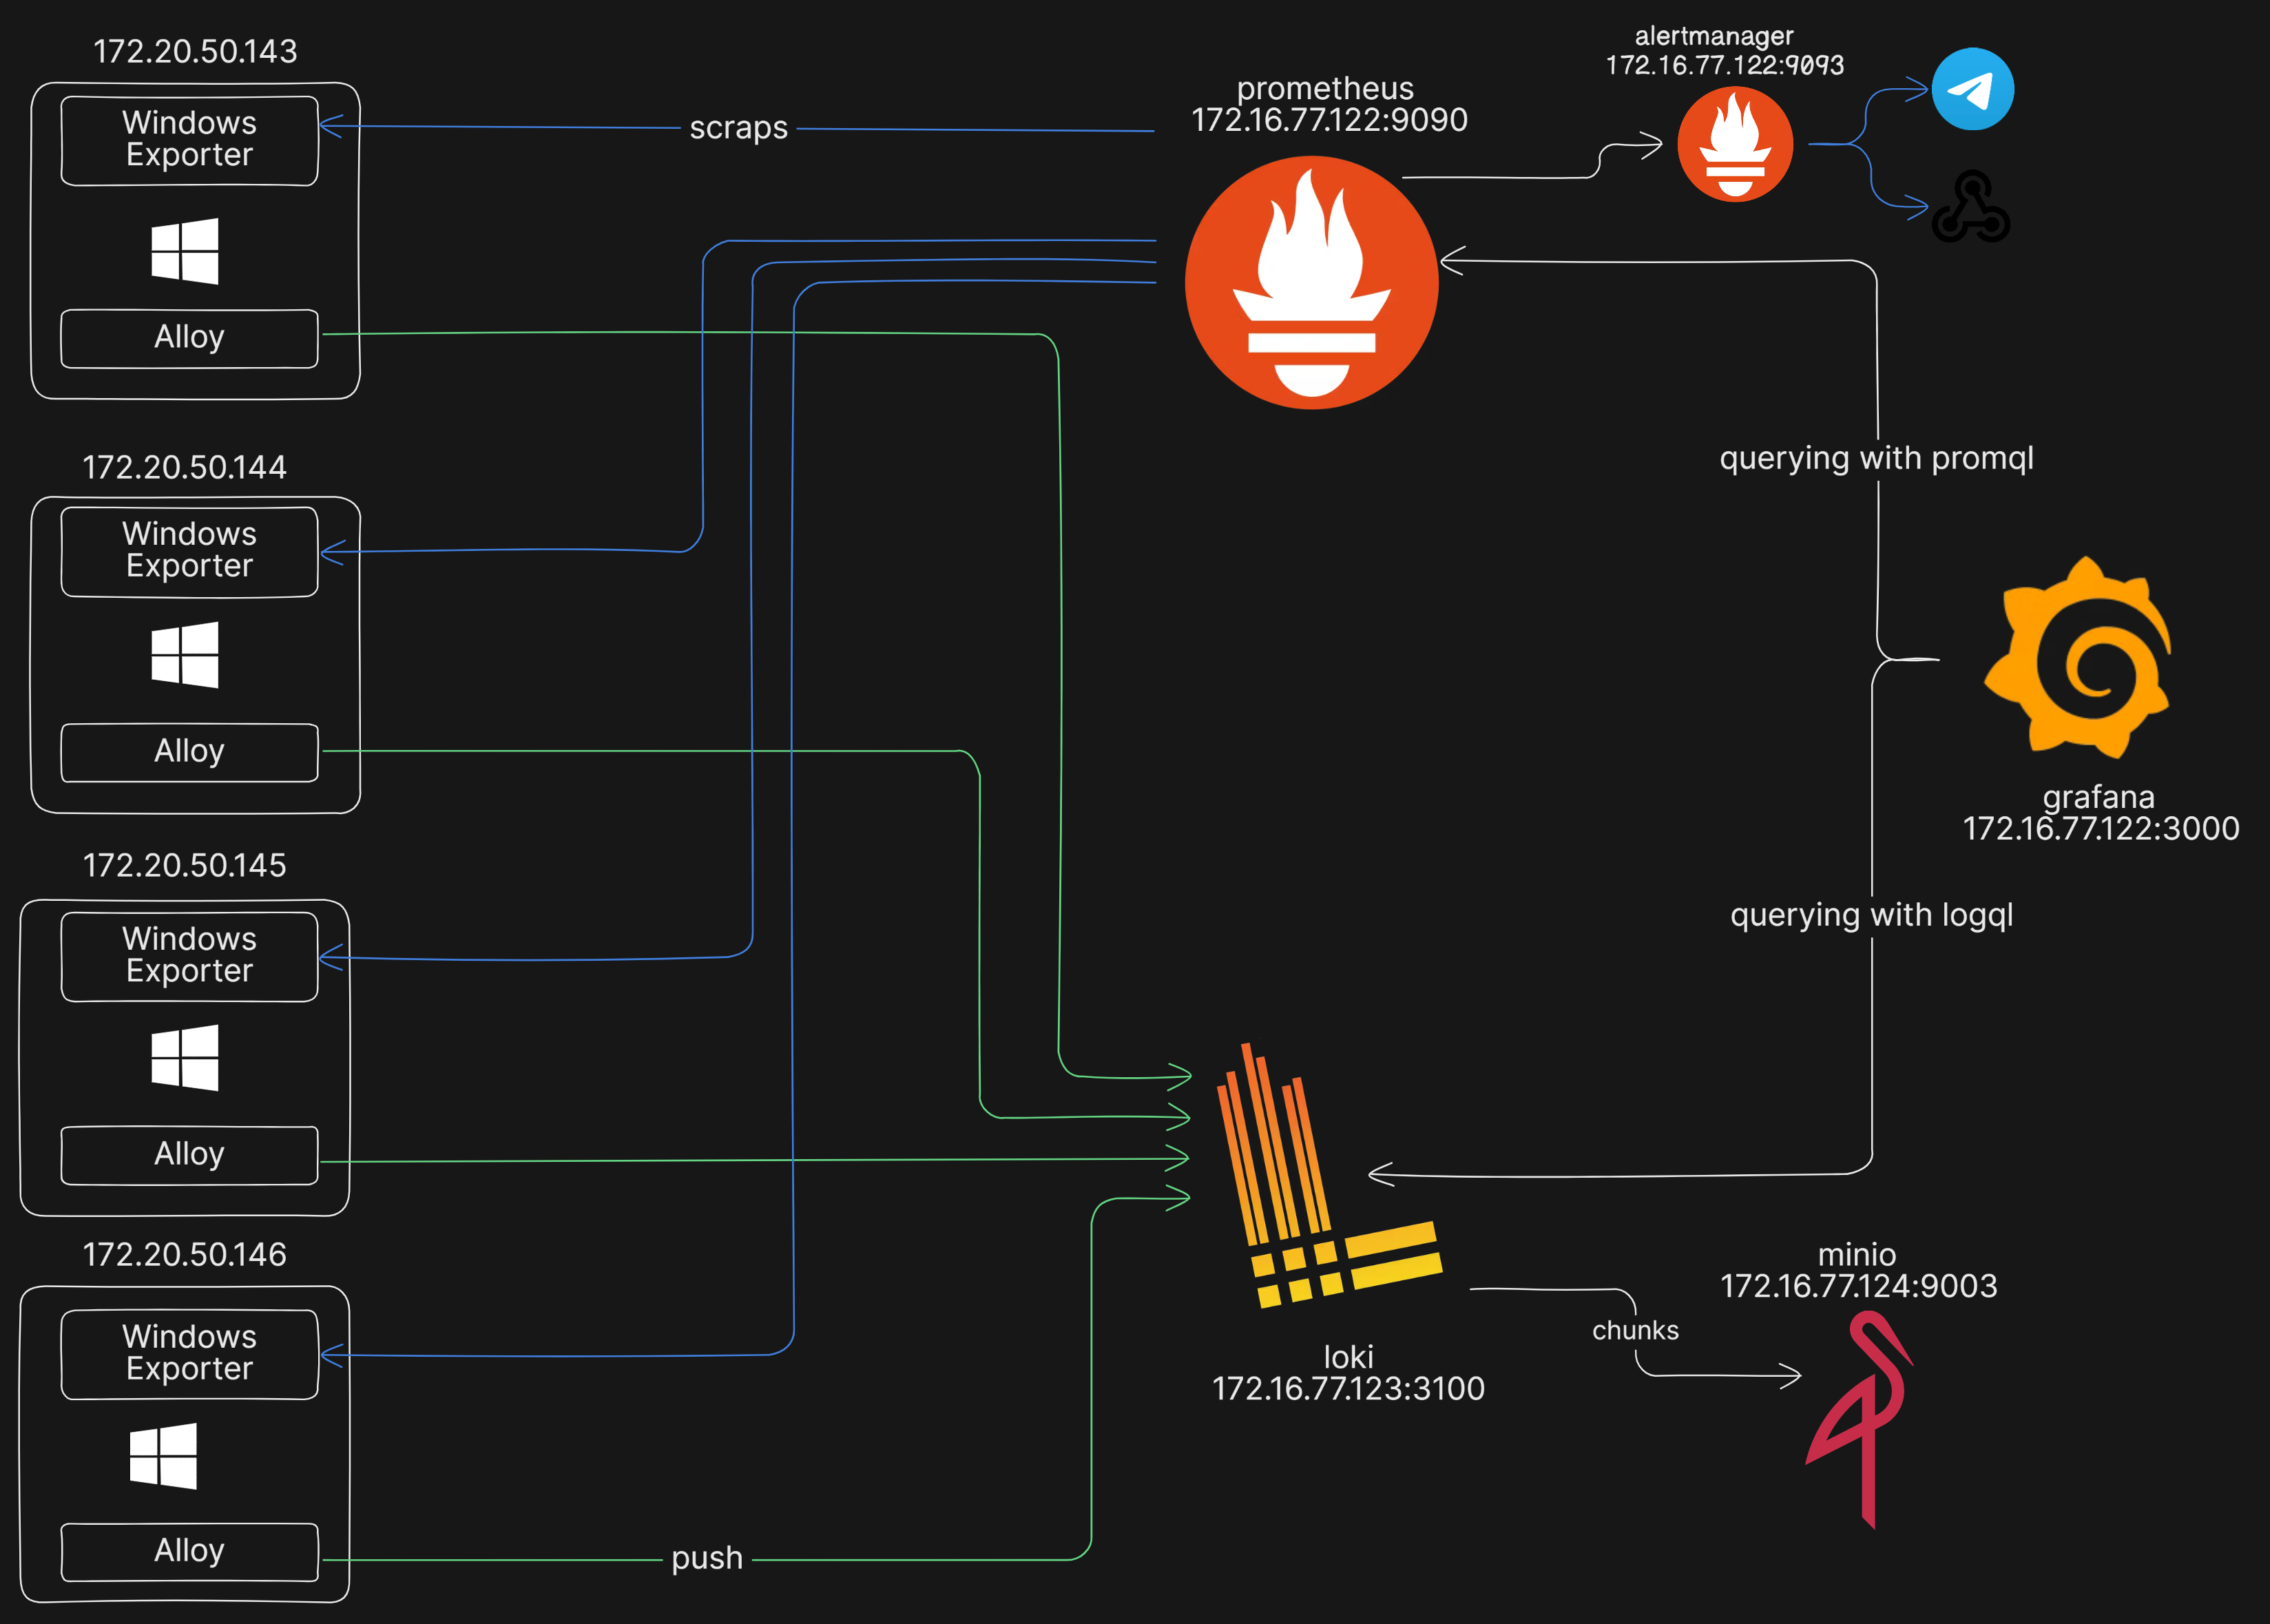 172.20.50.143
Windows
Exporter
Alloy
scraps
prometheus
172.16.77.122:9090
alertmanager
172.16.77.122:9093
172.20.50.144
Windows
Exporter
Alloy
querying with promql
grafana
172.16.77.122:3000
172.20.50.145
Windows
Exporter
Alloy
querying with logql
172.20.50.146
Windows
Exporter
Alloy
push
loki
172.16.77.123:3100
chunks
minio
172.16.77.124:9003